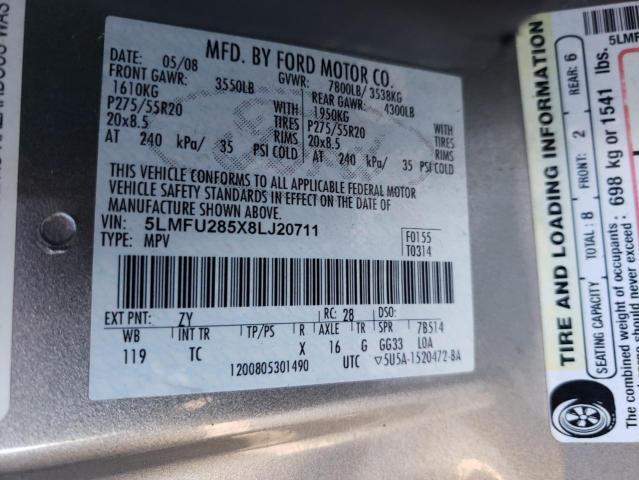 MFD. BY FORD MOTOR CO.
DATE: 05/08 GVWR: 7800LB/ 3538KG
FRONT GAWR: 3550LB REAR GAWR: 4300LB
1610KG WITH 1950KG WITH
P275/55R20 TIRES P275/55R20 TIRES
20x8.5 RIMS 20x8.5 RIMS
AT 240 kPa/ 35 PSI COLD AT 240 kPa/ 35 PSI COLD
THIS VEHICLE CONFORMS TO ALL APPLICABLE FEDERAL MOTOR
VEHICLE SAFETY STANDARDS IN EFFECT ON THE DATE OF
MANUFACTURE SHOWN ABOVE.
VIN: 5LMFU285X8LJ20711
TYPE: MPV
F0155
T0314
EXT PNT: ZY RC: 28 DSO:
WB INT TR TP/PS R AXLE TR SPR 7B514
119 TC X 16 G GG33 LOA
1200805301490 UTC ▽5U5A-1520472-BA
5LMF
TIRE AND LOADING INFORMATION
SEATING CAPACITY TOTAL: 8 FRONT: 2 REAR: 6
The combined weight of occupants
never exceed: 698 kg or 1541 lbs.